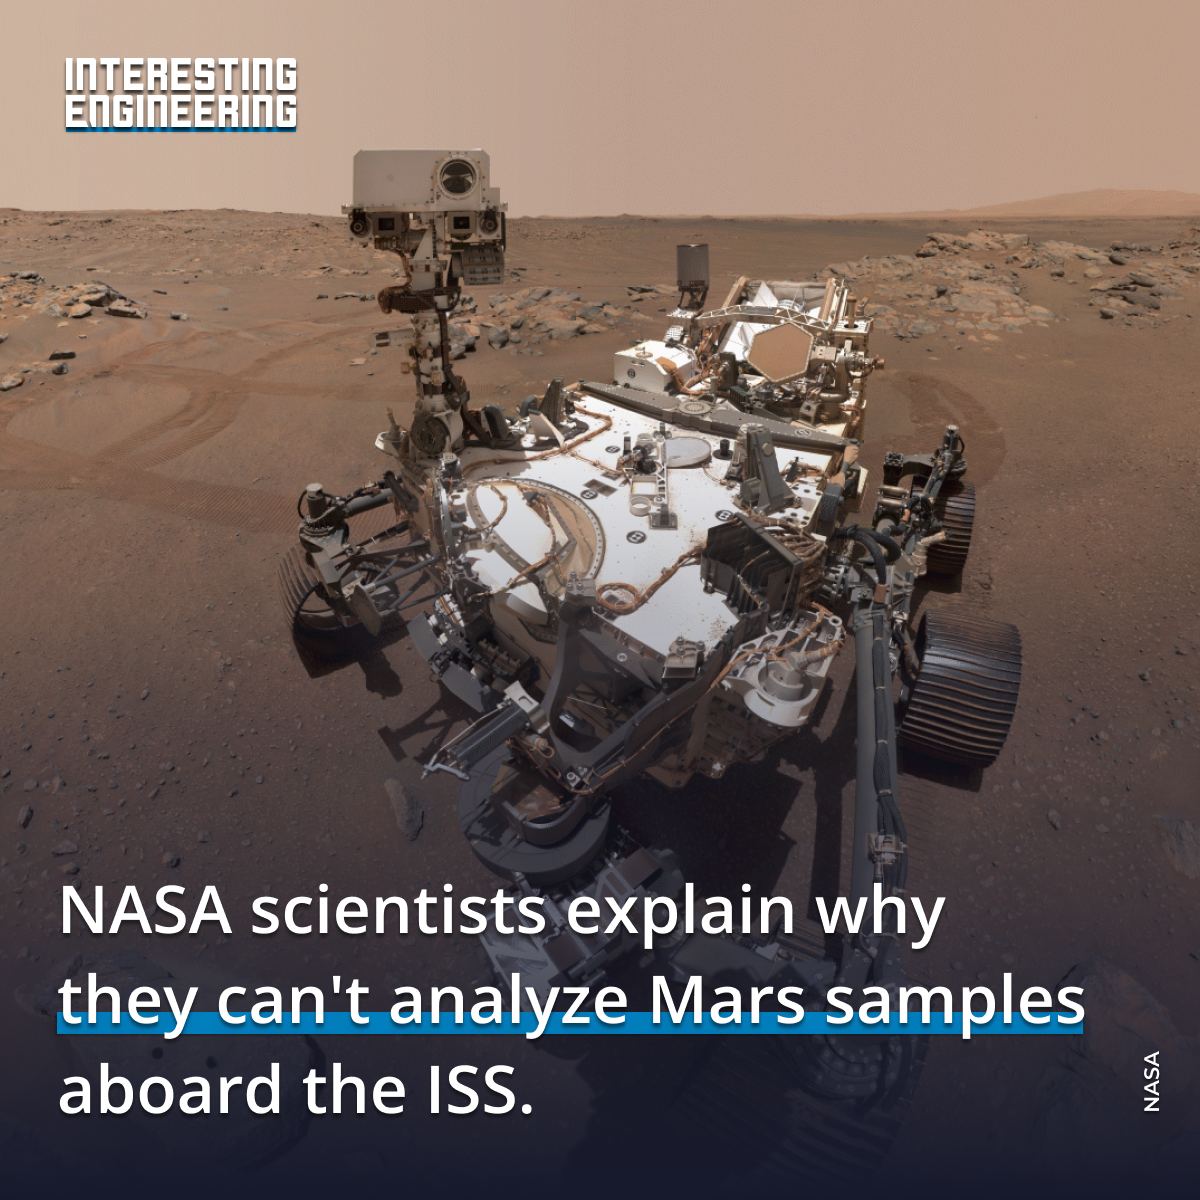 INTERESTING
ENGINEERING
NASA scientists explain why
they can't analyze Mars samples
aboard the ISS.
NASA